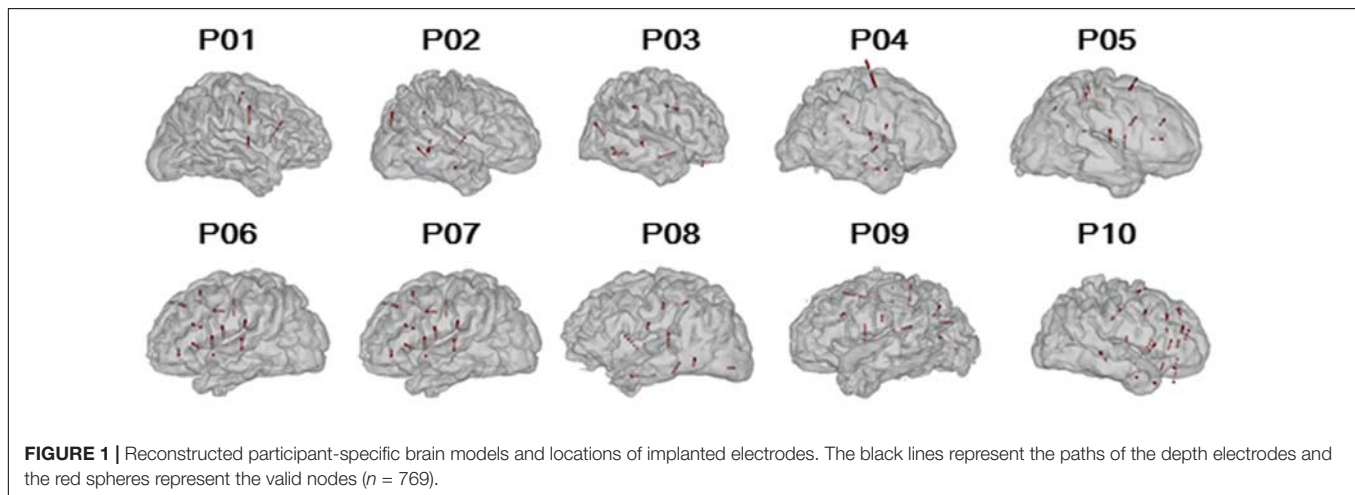 P01 P02 P03 P04 P05
P06 P07 P08 P09 P10
FIGURE 1 | Reconstructed participant-specific brain models and locations of implanted electrodes. The black lines represent the paths of the depth electrodes and
the red spheres represent the valid nodes (n = 769).